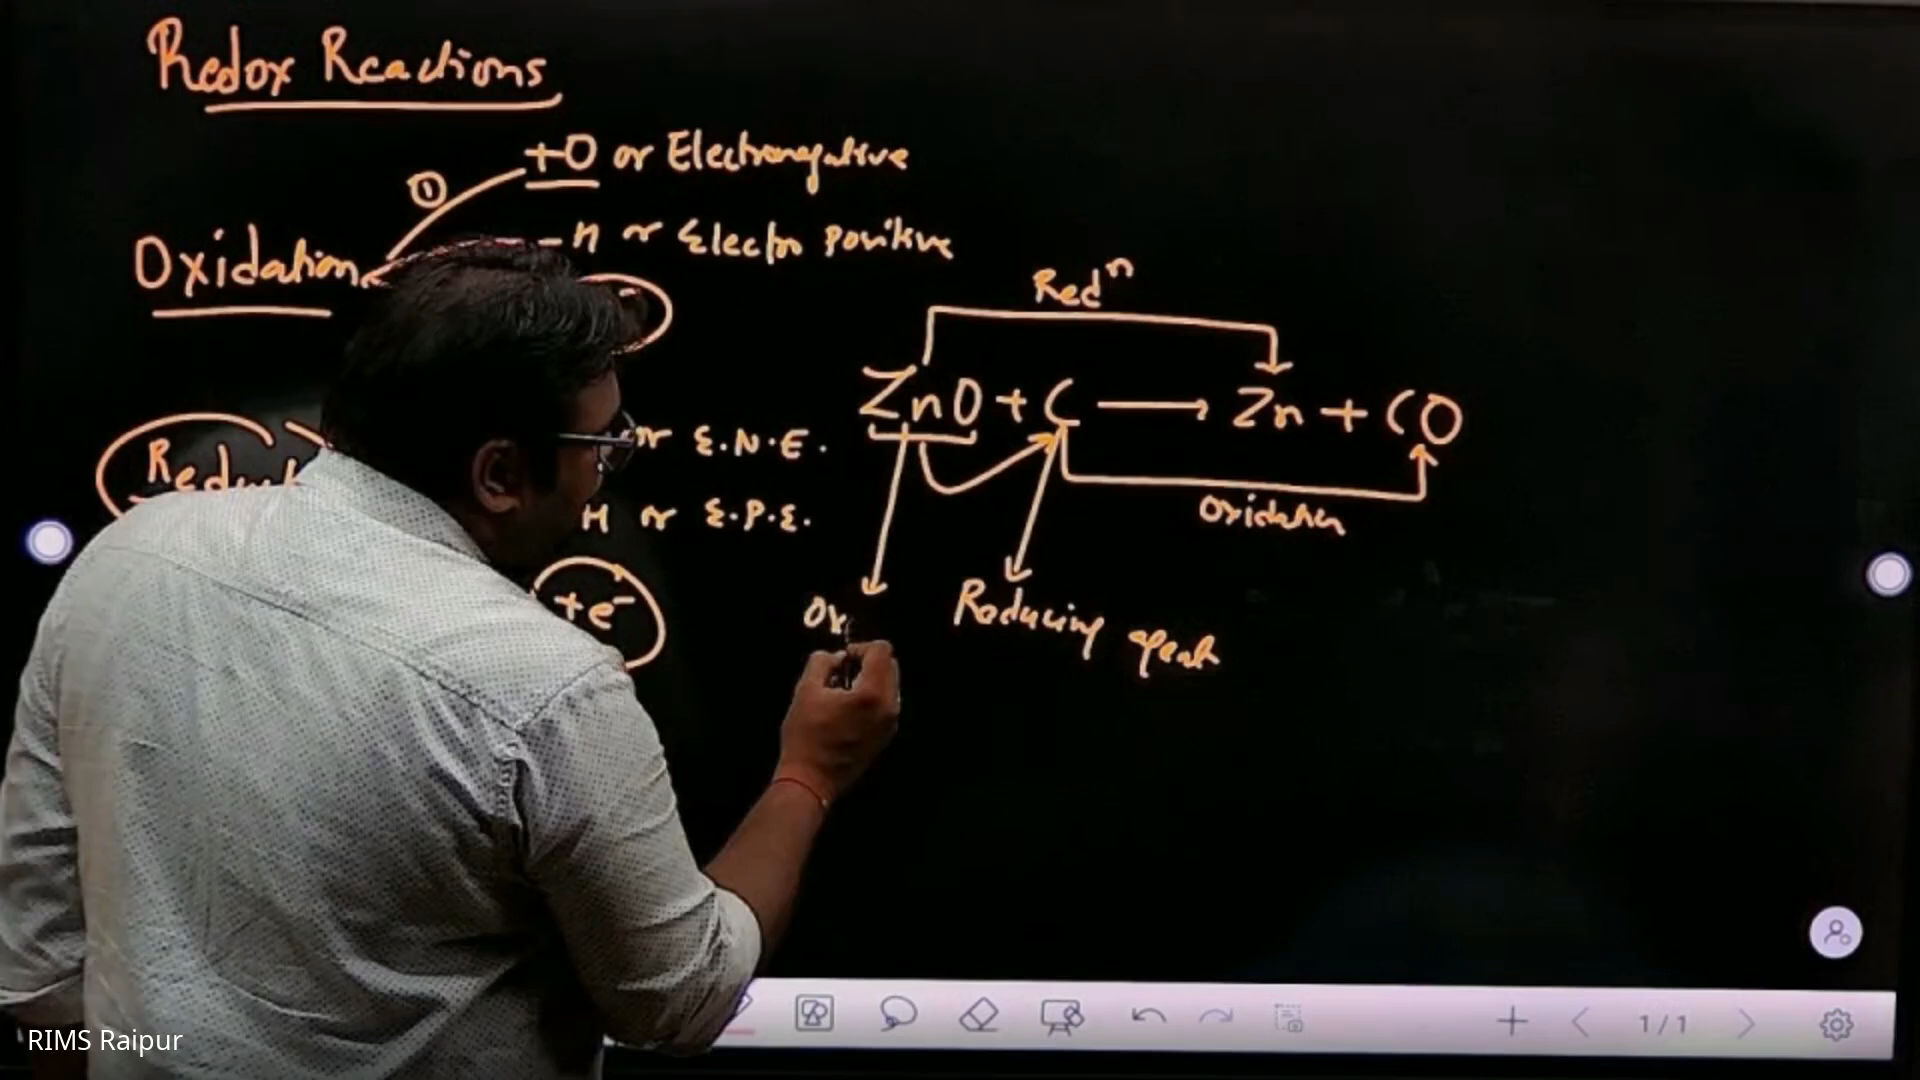 Redox Reactions
① +O or Electronegative
-H or Electro positive
Oxidation
Redⁿ
ZnO + C → Zn + CO
or E.N.E.
H or E.P.E.
Oxidation
+e⁻
Ox
Reducing agent
1/1
RIMS Raipur